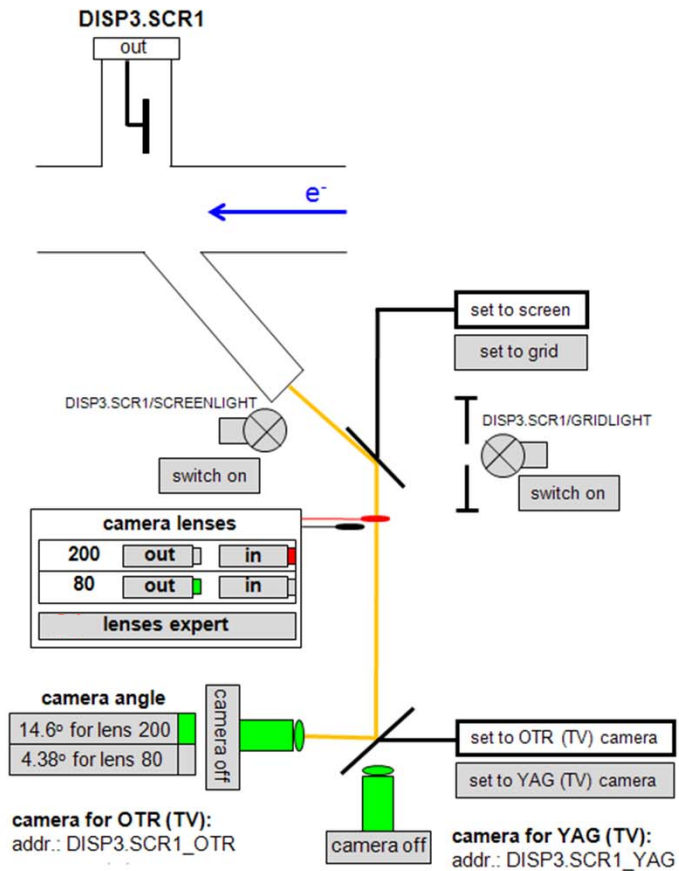 DISP3.SCR1
out
e-
set to screen
set to grid
DISP3.SCR1/SCREENLIGHT
DISP3.SCR1/GRIDLIGHT
switch on
switch on
camera lenses
200 out in
80 out in
lenses expert
camera angle
14.6º for lens 200
4.38º for lens 80
camera off
set to OTR (TV) camera
set to YAG (TV) camera
camera for OTR (TV):
addr.: DISP3.SCR1_OTR
camera off
camera for YAG (TV):
addr.: DISP3.SCR1_YAG